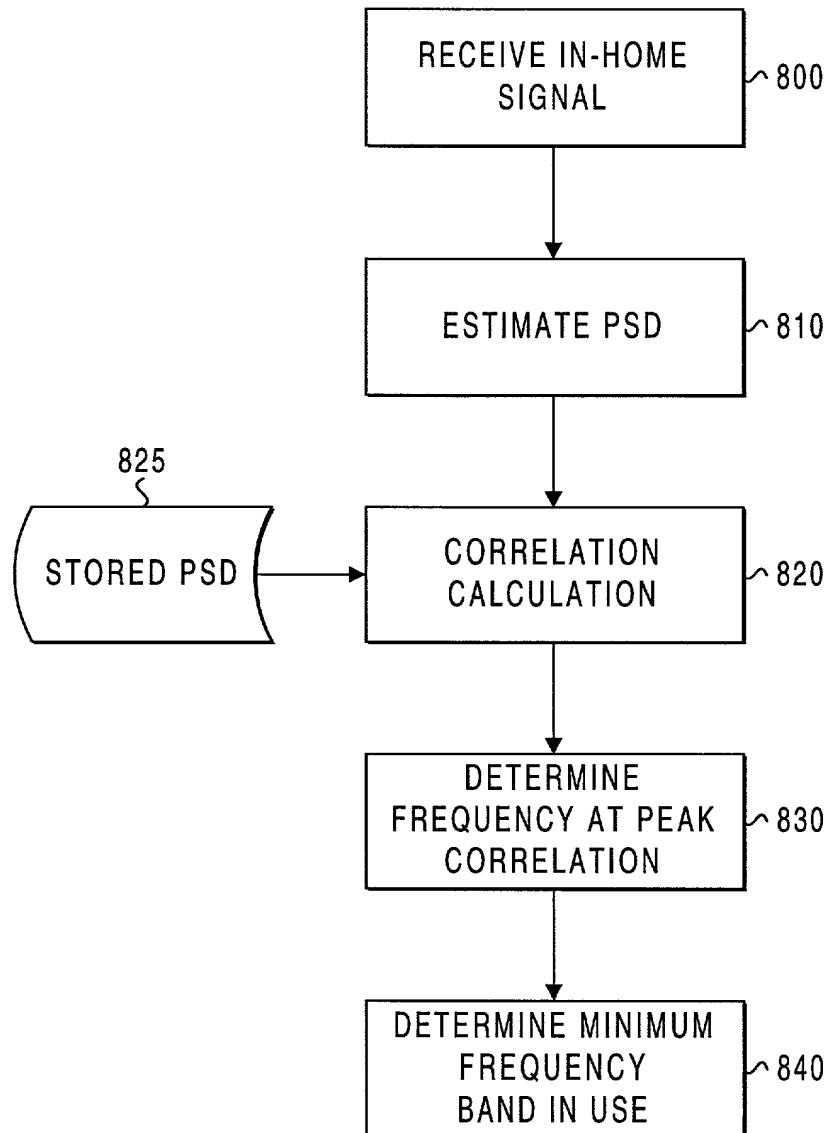 RECEIVE IN-HOME
SIGNAL
800
ESTIMATE PSD
810
825
STORED PSD
CORRELATION
CALCULATION
820
DETERMINE
FREQUENCY AT PEAK
CORRELATION
830
DETERMINE MINIMUM
FREQUENCY
BAND IN USE
840